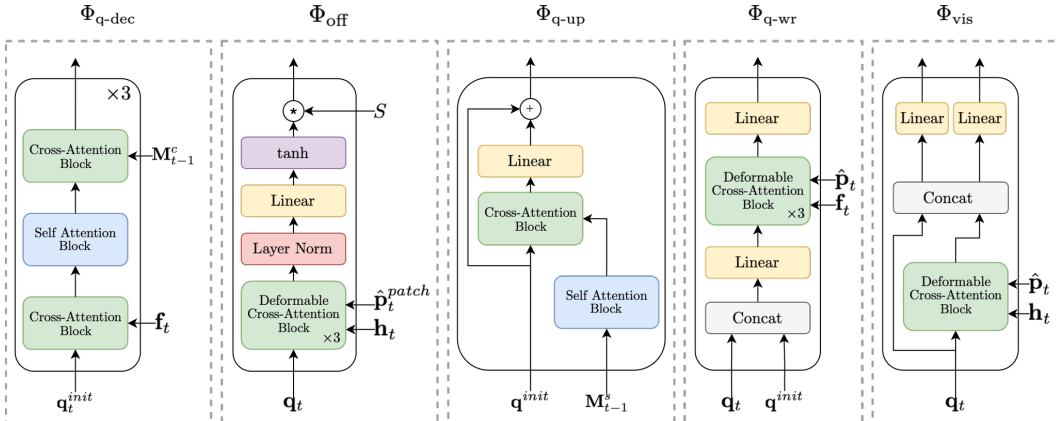 Φq-dec
×3
Cross-Attention
Block
M^c_{t-1}
Self Attention
Block
Cross-Attention
Block
f_t
q_t^{init}
Φoff
S
*
tanh
Linear
Layer Norm
Deformable
Cross-Attention
Block
×3
p̂_t^{patch}
h_t
q_t
Φq-up
+
Linear
Cross-Attention
Block
Self Attention
Block
q^{init}
M^s_{t-1}
Φq-wr
Linear
Deformable
Cross-Attention
Block ×3
p̂_t
f_t
Linear
Concat
q_t
q^{init}
Φvis
Linear
Linear
Concat
Deformable
Cross-Attention
Block
p̂_t
h_t
q_t